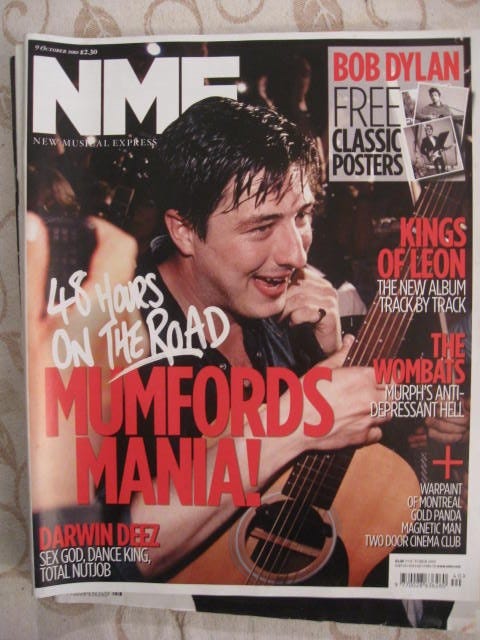 9 OCTOBER 2010 £2.30
NME
NEW MUSICAL EXPRESS
BOB DYLAN
FREE
CLASSIC
POSTERS
KINGS
OF LEON
THE NEW ALBUM
TRACK BY TRACK
48 HOURS
ON THE ROAD
THE
WOMBATS
MURPH'S ANTI-
DEPRESSANT HELL
MUMFORDS
MANIA!
+
WARPAINT
OF MONTREAL
GOLD PANDA
MAGNETIC MAN
TWO DOOR CINEMA CLUB
DARWIN DEEZ
SEX GOD, DANCE KING,
TOTAL NUTJOB